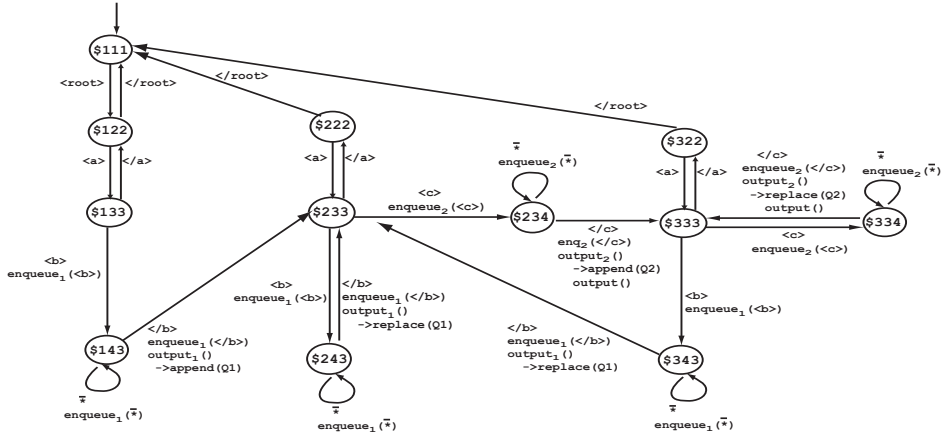 $111
<root>
</root>
</root>
</root>
$122
<a>
</a>
$222
<a>
</a>
$322
<a>
</a>
*̅
enqueue₂(*̅)
</c>
enqueue₂(</c>)
output₂()
->replace(Q2)
output()
*̅
enqueue₂(*̅)
$133
$233
<c>
enqueue₂(<c>)
$234
</c>
enq₂(</c>)
output₂()
->append(Q2)
output()
$333
$334
<c>
enqueue₂(<c>)
<b>
enqueue₁(<b>)
</b>
enqueue₁(</b>)
output₁()
->append(Q1)
<b>
enqueue₁(<b>)
</b>
enqueue₁(</b>)
output₁()
->replace(Q1)
</b>
enqueue₁(</b>)
output₁()
->replace(Q1)
<b>
enqueue₁(<b>)
$143
$243
$343
*̅
enqueue₁(*̅)
*̅
enqueue₁(*̅)
*̅
enqueue₁(*̅)